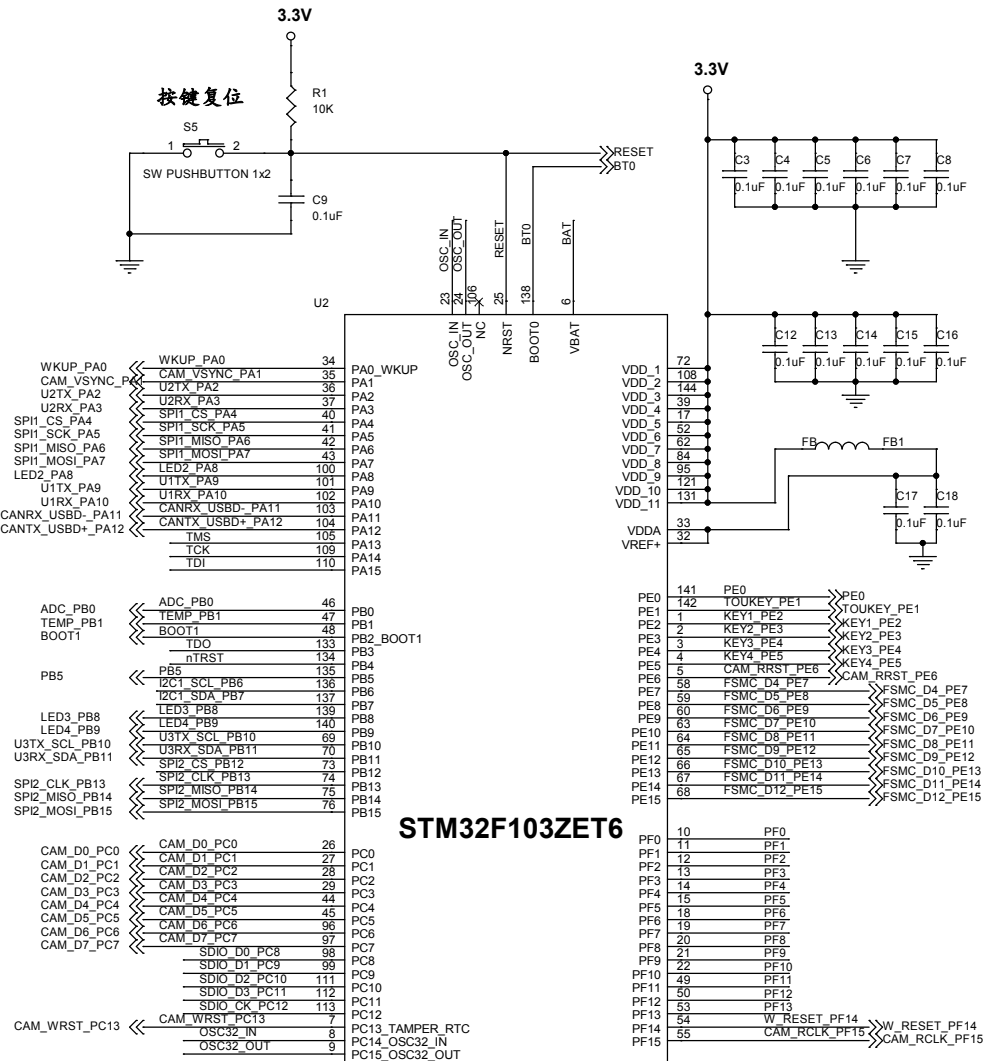 3.3V
按键复位
R1
10K
S5
1 2
SW PUSHBUTTON 1x2
C9
0.1uF
RESET
BT0
3.3V
C3 C4 C5 C6 C7 C8
0.1uF 0.1uF 0.1uF 0.1uF 0.1uF 0.1uF
OSC_IN OSC_OUT RESET BT0 BAT
23 24 106 25 138 6
U2
OSC_IN OSC_OUT NC NRST BOOT0 VBAT
C12 C13 C14 C15 C16
0.1uF 0.1uF 0.1uF 0.1uF 0.1uF
FB FB1
C17 C18
0.1uF 0.1uF
WKUP_PA0 WKUP_PA0 34 PA0_WKUP
CAM_VSYNC_PA1 CAM_VSYNC_PA1 35 PA1
U2TX_PA2 U2TX_PA2 36 PA2
U2RX_PA3 U2RX_PA3 37 PA3
SPI1_CS_PA4 SPI1_CS_PA4 40 PA4
SPI1_SCK_PA5 SPI1_SCK_PA5 41 PA5
SPI1_MISO_PA6 SPI1_MISO_PA6 42 PA6
SPI1_MOSI_PA7 SPI1_MOSI_PA7 43 PA7
LED2_PA8 LED2_PA8 100 PA8
U1TX_PA9 U1TX_PA9 101 PA9
U1RX_PA10 U1RX_PA10 102 PA10
CANRX_USBD-_PA11 CANRX_USBD-_PA11 103 PA11
CANTX_USBD+_PA12 CANTX_USBD+_PA12 104 PA12
TMS 105 PA13
TCK 109 PA14
TDI 110 PA15
VDD_1 72
VDD_2 108
VDD_3 144
VDD_4 39
VDD_5 17
VDD_6 52
VDD_7 62
VDD_8 84
VDD_9 95
VDD_10 121
VDD_11 131
VDDA 33
VREF+ 32
ADC_PB0 ADC_PB0 46 PB0
TEMP_PB1 TEMP_PB1 47 PB1
BOOT1 BOOT1 48 PB2_BOOT1
TDO 133 PB3
nTRST 134 PB4
PB5 PB5 135 PB5
I2C1_SCL_PB6 136 PB6
I2C1_SDA_PB7 137 PB7
LED3_PB8 LED3_PB8 139 PB8
LED4_PB9 LED4_PB9 140 PB9
U3TX_SCL_PB10 U3TX_SCL_PB10 69 PB10
U3RX_SDA_PB11 U3RX_SDA_PB11 70 PB11
SPI2_CS_PB12 73 PB12
SPI2_CLK_PB13 SPI2_CLK_PB13 74 PB13
SPI2_MISO_PB14 SPI2_MISO_PB14 75 PB14
SPI2_MOSI_PB15 SPI2_MOSI_PB15 76 PB15
PE0 141 PE0 PE0
PE1 142 TOUKEY_PE1 TOUKEY_PE1
PE2 1 KEY1_PE2 KEY1_PE2
PE3 2 KEY2_PE3 KEY2_PE3
PE4 3 KEY3_PE4 KEY3_PE4
PE5 4 KEY4_PE5 KEY4_PE5
PE6 5 CAM_RRST_PE6 CAM_RRST_PE6
PE7 58 FSMC_D4_PE7 FSMC_D4_PE7
PE8 59 FSMC_D5_PE8 FSMC_D5_PE8
PE9 60 FSMC_D6_PE9 FSMC_D6_PE9
PE10 63 FSMC_D7_PE10 FSMC_D7_PE10
PE11 64 FSMC_D8_PE11 FSMC_D8_PE11
PE12 65 FSMC_D9_PE12 FSMC_D9_PE12
PE13 66 FSMC_D10_PE13 FSMC_D10_PE13
PE14 67 FSMC_D11_PE14 FSMC_D11_PE14
PE15 68 FSMC_D12_PE15 FSMC_D12_PE15
STM32F103ZET6
CAM_D0_PC0 CAM_D0_PC0 26 PC0
CAM_D1_PC1 CAM_D1_PC1 27 PC1
CAM_D2_PC2 CAM_D2_PC2 28 PC2
CAM_D3_PC3 CAM_D3_PC3 29 PC3
CAM_D4_PC4 CAM_D4_PC4 44 PC4
CAM_D5_PC5 CAM_D5_PC5 45 PC5
CAM_D6_PC6 CAM_D6_PC6 96 PC6
CAM_D7_PC7 CAM_D7_PC7 97 PC7
SDIO_D0_PC8 98 PC8
SDIO_D1_PC9 99 PC9
SDIO_D2_PC10 111 PC10
SDIO_D3_PC11 112 PC11
SDIO_CK_PC12 113 PC12
CAM_WRST_PC13 CAM_WRST_PC13 7 PC13_TAMPER_RTC
OSC32_IN 8 PC14_OSC32_IN
OSC32_OUT 9 PC15_OSC32_OUT
PF0 10 PF0
PF1 11 PF1
PF2 12 PF2
PF3 13 PF3
PF4 14 PF4
PF5 15 PF5
PF6 18 PF6
PF7 19 PF7
PF8 20 PF8
PF9 21 PF9
PF10 22 PF10
PF11 49 PF11
PF12 50 PF12
PF13 53 PF13
PF14 54 W_RESET_PF14 W_RESET_PF14
PF15 55 CAM_RCLK_PF15 CAM_RCLK_PF15